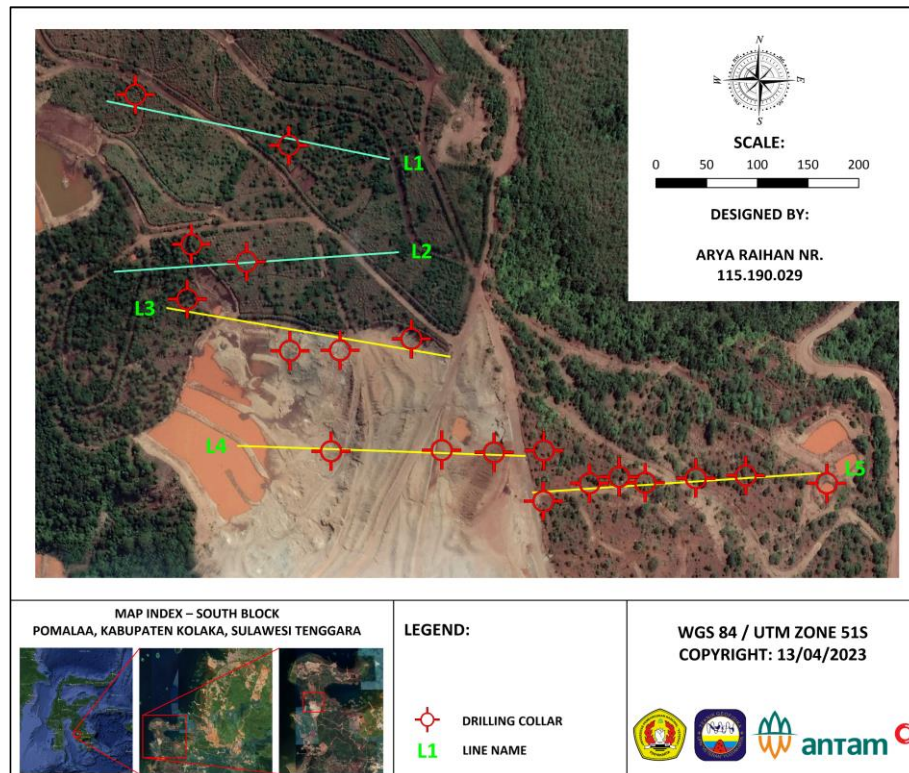 N
W
E
S
SCALE:
0 50 100 150 200
DESIGNED BY:
ARYA RAIHAN NR.
115.190.029
L1
L2
L3
L4
L5
MAP INDEX – SOUTH BLOCK
POMALAA, KABUPATEN KOLAKA, SULAWESI TENGGARA
LEGEND:
DRILLING COLLAR
L1 LINE NAME
WGS 84 / UTM ZONE 51S
COPYRIGHT: 13/04/2023
antam